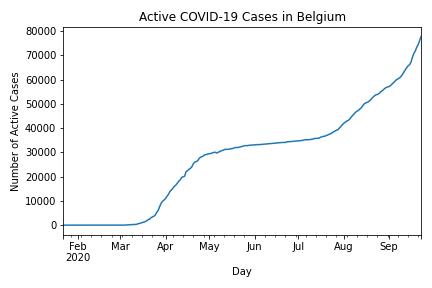 Active COVID-19 Cases in Belgium
80000
70000
60000
50000
40000
30000
20000
10000
0
Number of Active Cases
Feb Mar Apr May Jun Jul Aug Sep
2020
Day